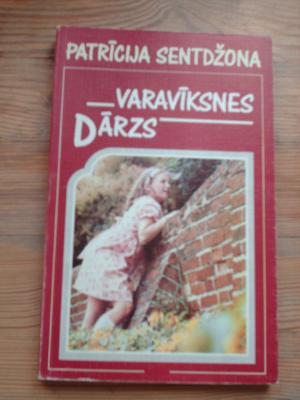 PATRĪCIJA SENTDŽONA
VARAVĪKSNES
DĀRZS